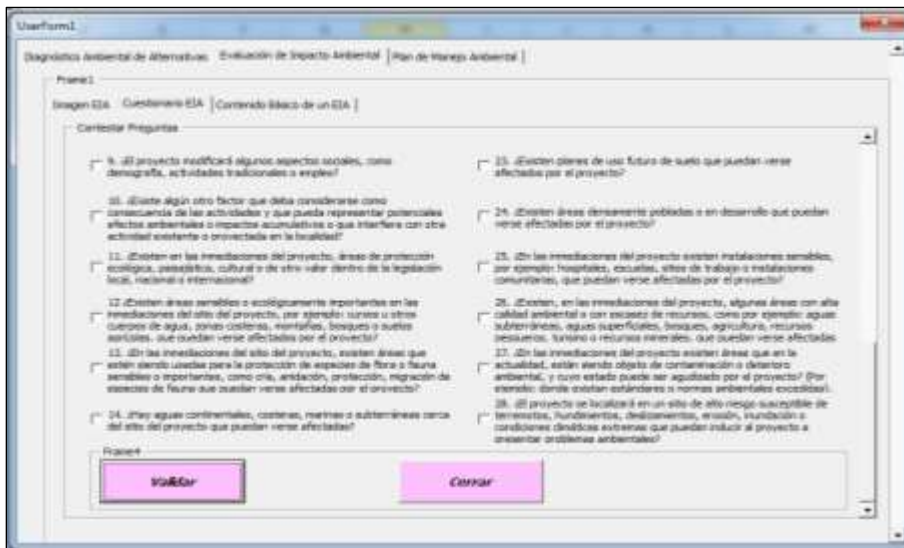 UserForm1
Diagnóstico Ambiental de Alternativas Evaluación de Impacto Ambiental Plan de Manejo Ambiental
Frame1
Imagen EIA Cuestionario EIA Contenido Básico de un EIA
Contestar Preguntas
9. ¿El proyecto modificará algunos aspectos sociales, como
demografía, actividades tradicionales o empleo?
10. ¿Existe algún otro factor que deba considerarse como
consecuencia de las actividades y que pueda representar potenciales
efectos ambientales o impactos acumulativos o que interfiera con otra
actividad existente o proyectada en la localidad?
11. ¿Existen en las inmediaciones del proyecto, áreas de protección
ecológica, paisajística, cultural o de otro valor dentro de la legislación
local, nacional o internacional?
12 ¿Existen áreas sensibles o ecológicamente importantes en las
inmediaciones del sitio del proyecto, por ejemplo: cursos u otros
cuerpos de agua, zonas costeras, montañas, bosques o suelos
agrícolas, que puedan verse afectados por el proyecto?
13. ¿En las inmediaciones del sitio del proyecto, existen áreas que
estén siendo usadas para la protección de especies de flora o fauna
sensibles o importantes, como cría, anidación, protección, migración de
especies de fauna que puedan verse afectadas por el proyecto?
14. ¿Hay aguas continentales, costeras, marinas o subterráneas cerca
del sitio del proyecto que puedan verse afectadas?
23. ¿Existen planes de uso futuro de suelo que puedan verse
afectados por el proyecto?
24. ¿Existen áreas densamente pobladas o en desarrollo que puedan
verse afectadas por el proyecto?
25. ¿En las inmediaciones del proyecto existen instalaciones sensibles,
por ejemplo: hospitales, escuelas, sitios de trabajo o instalaciones
comunitarias, que puedan verse afectadas por el proyecto?
26. ¿Existen, en las inmediaciones del proyecto, algunas áreas con alta
calidad ambiental o con escasez de recursos, como por ejemplo: aguas
subterráneas, aguas superficiales, bosques, agricultura, recursos
pesqueros, turismo o recursos minerales, que puedan verse afectadas
27. ¿En las inmediaciones del proyecto existen áreas que en la
actualidad, están siendo objeto de contaminación o deterioro
ambiental, y cuyo estado puede ser agudizado por el proyecto? (Por
ejemplo: donde existan estándares o normas ambientales excedidas).
28. ¿El proyecto se localizará en un sitio de alto riesgo susceptible de
terremotos, hundimientos, deslizamientos, erosión, inundación o
condiciones climáticas extremas que puedan inducir al proyecto a
presentar problemas ambientales?
Frame4
Validar Cerrar